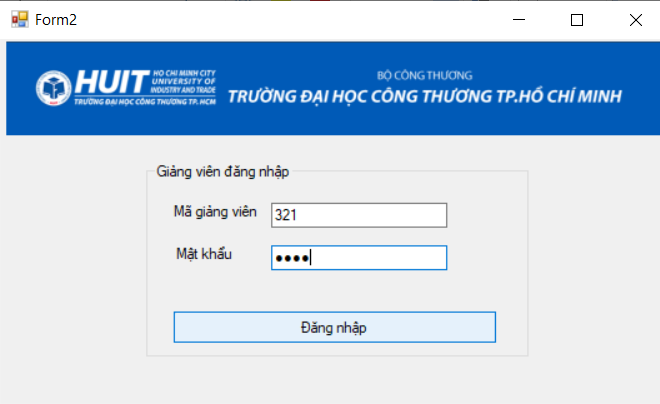 Form2
HUIT
HO CHI MINH CITY
UNIVERSITY OF
INDUSTRY AND TRADE
TRƯỜNG ĐẠI HỌC CÔNG THƯƠNG TP. HCM
BỘ CÔNG THƯƠNG
TRƯỜNG ĐẠI HỌC CÔNG THƯƠNG TP.HỒ CHÍ MINH
Giảng viên đăng nhập
Mã giảng viên 321
Mật khẩu ●●●●
Đăng nhập